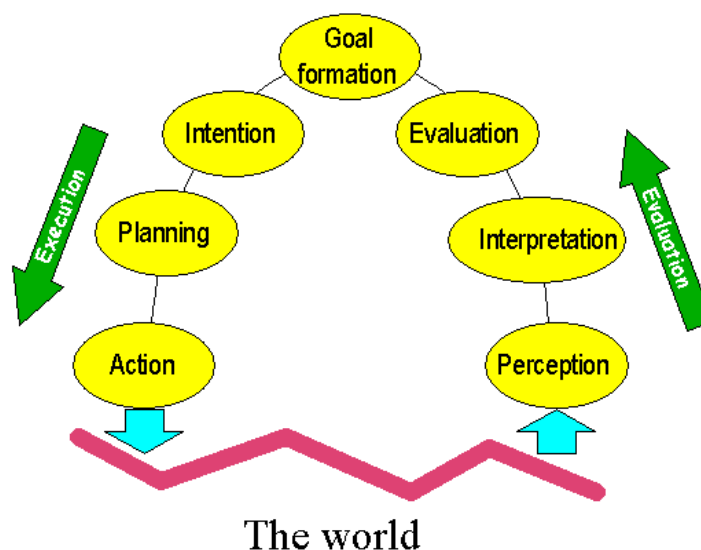 Goal
formation
Intention
Evaluation
Execution
Planning
Interpretation
Evaluation
Action
Perception
The world